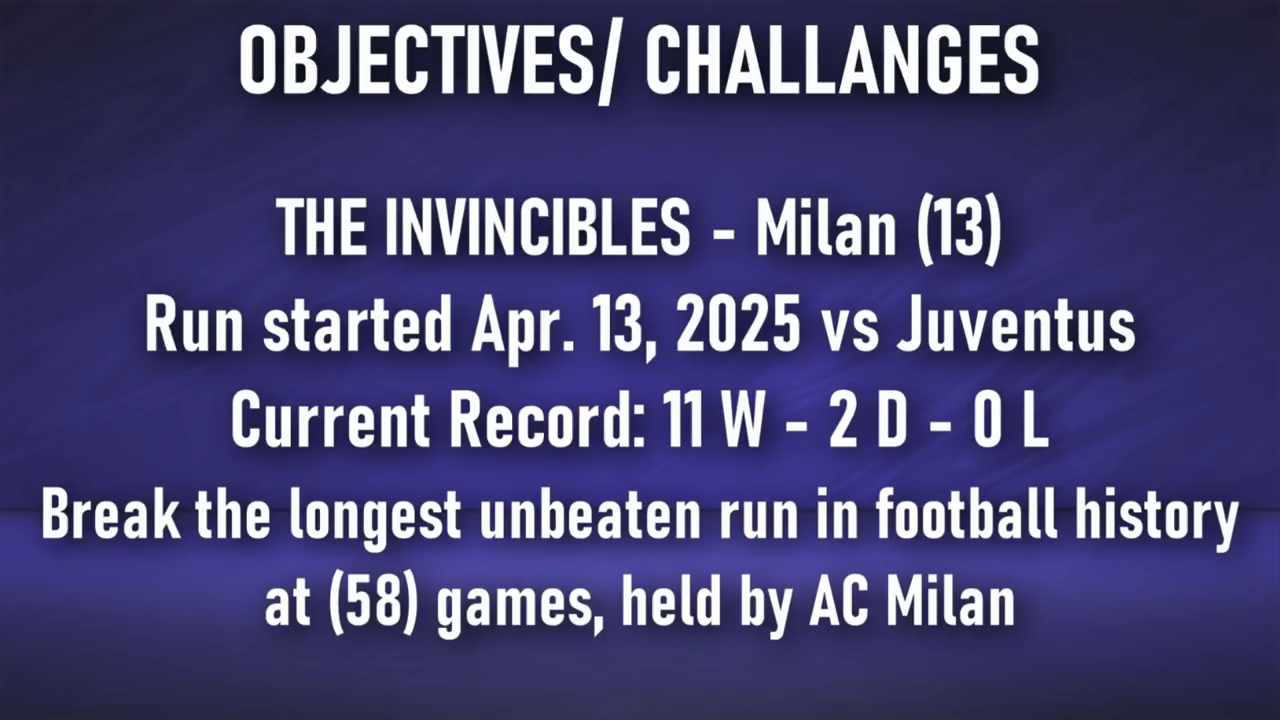 OBJECTIVES/ CHALLANGES
THE INVINCIBLES - Milan (13)
Run started Apr. 13, 2025 vs Juventus
Current Record: 11 W - 2 D - 0 L
Break the longest unbeaten run in football history
at (58) games, held by AC Milan